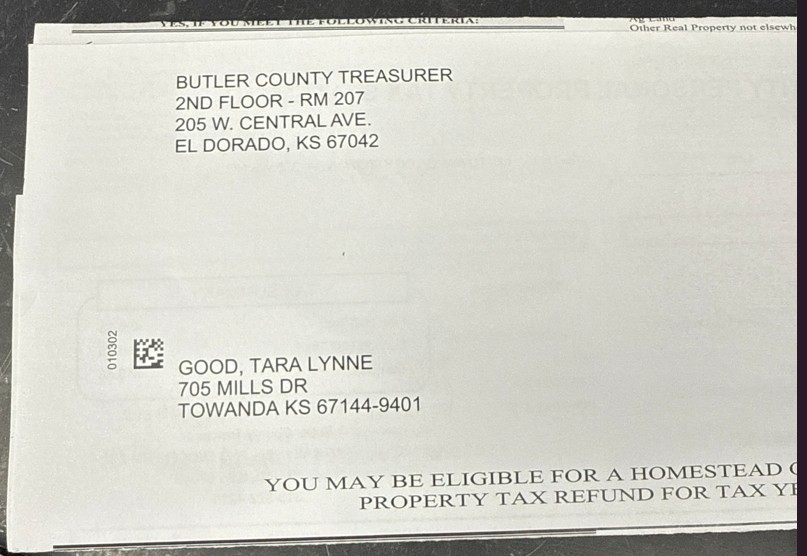 YES, IF YOU MEET THE FOLLOWING CRITERIA:
Ag Land
Other Real Property not elsewh
BUTLER COUNTY TREASURER
2ND FLOOR - RM 207
205 W. CENTRAL AVE.
EL DORADO, KS 67042
010302
GOOD, TARA LYNNE
705 MILLS DR
TOWANDA KS 67144-9401
YOU MAY BE ELIGIBLE FOR A HOMESTEAD
PROPERTY TAX REFUND FOR TAX YE